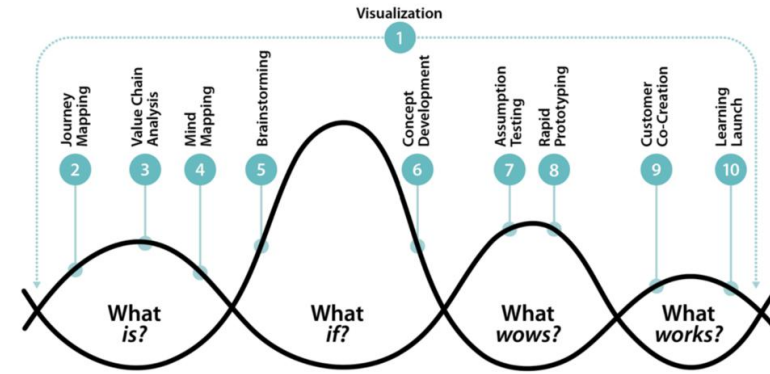 Visualization
1
Journey
Mapping
2
Value Chain
Analysis
3
Mind
Mapping
4
Brainstorming
5
Concept
Development
6
Assumption
Testing
7
Rapid
Prototyping
8
Customer
Co-Creation
9
Learning
Launch
10
What
is?
What
if?
What
wows?
What
works?